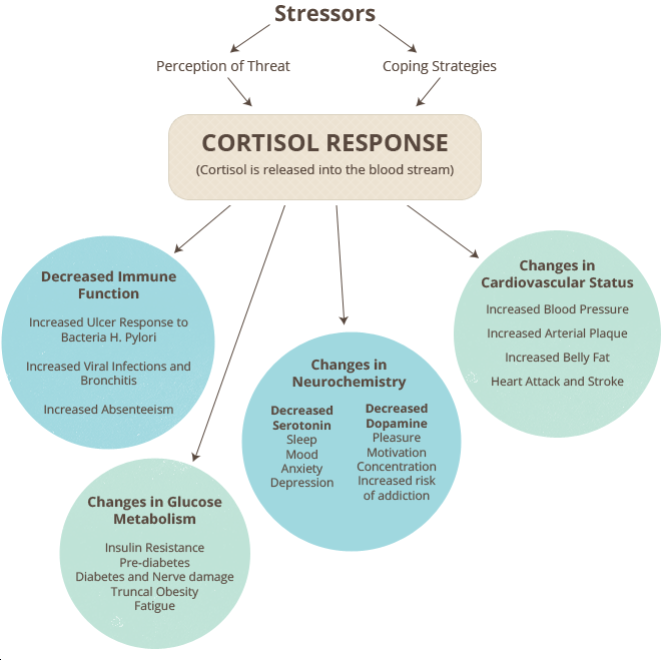 Stressors
Perception of Threat
Coping Strategies
CORTISOL RESPONSE
(Cortisol is released into the blood stream)
Decreased Immune
Function
Increased Ulcer Response to
Bacteria H. Pylori
Increased Viral Infections and
Bronchitis
Increased Absenteeism
Changes in Glucose
Metabolism
Insulin Resistance
Pre-diabetes
Diabetes and Nerve damage
Truncal Obesity
Fatigue
Changes in
Neurochemistry
Decreased
Serotonin
Sleep
Mood
Anxiety
Depression
Decreased
Dopamine
Pleasure
Motivation
Concentration
Increased risk
of addiction
Changes in
Cardiovascular Status
Increased Blood Pressure
Increased Arterial Plaque
Increased Belly Fat
Heart Attack and Stroke